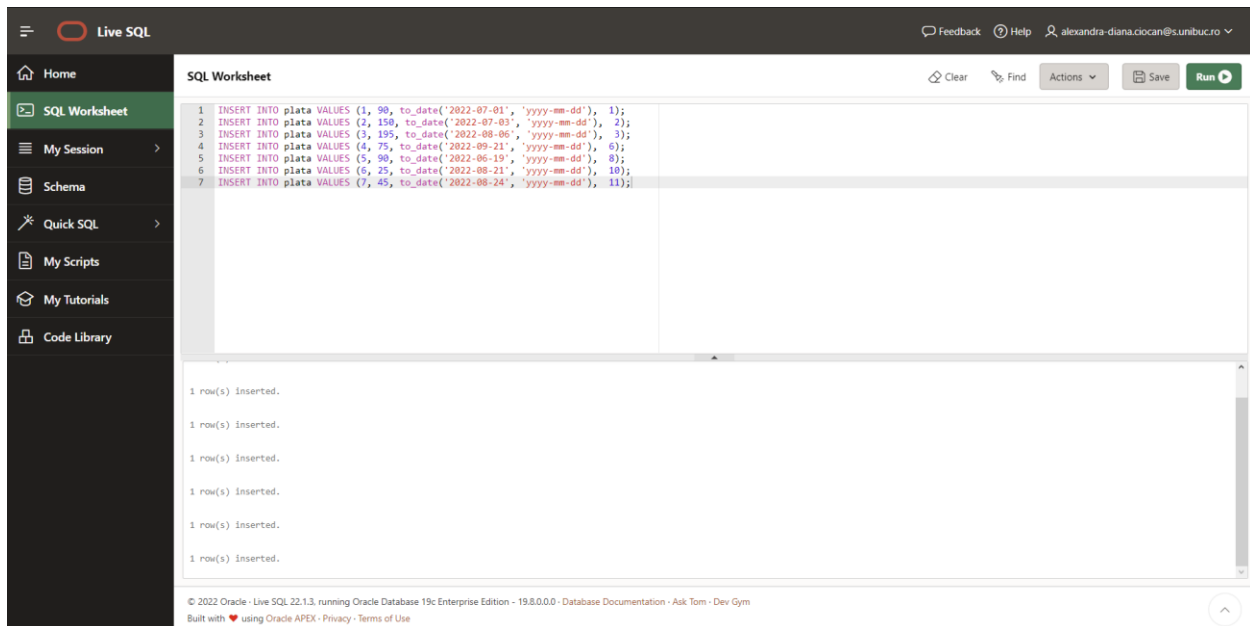 Live SQL
Feedback Help alexandra-diana.ciocan@s.unibuc.ro
Home
SQL Worksheet
My Session
Schema
Quick SQL
My Scripts
My Tutorials
Code Library
SQL Worksheet
Clear Find Actions Save Run
1 INSERT INTO plata VALUES (1, 90, to_date('2022-07-01', 'yyyy-mm-dd'), 1);
2 INSERT INTO plata VALUES (2, 150, to_date('2022-07-03', 'yyyy-mm-dd'), 2);
3 INSERT INTO plata VALUES (3, 195, to_date('2022-08-06', 'yyyy-mm-dd'), 3);
4 INSERT INTO plata VALUES (4, 75, to_date('2022-09-21', 'yyyy-mm-dd'), 6);
5 INSERT INTO plata VALUES (5, 90, to_date('2022-06-19', 'yyyy-mm-dd'), 8);
6 INSERT INTO plata VALUES (6, 25, to_date('2022-08-21', 'yyyy-mm-dd'), 10);
7 INSERT INTO plata VALUES (7, 45, to_date('2022-08-24', 'yyyy-mm-dd'), 11);
1 row(s) inserted.
1 row(s) inserted.
1 row(s) inserted.
1 row(s) inserted.
1 row(s) inserted.
1 row(s) inserted.
© 2022 Oracle · Live SQL 22.1.3, running Oracle Database 19c Enterprise Edition - 19.8.0.0.0 · Database Documentation · Ask Tom · Dev Gym
Built with ❤ using Oracle APEX · Privacy · Terms of Use